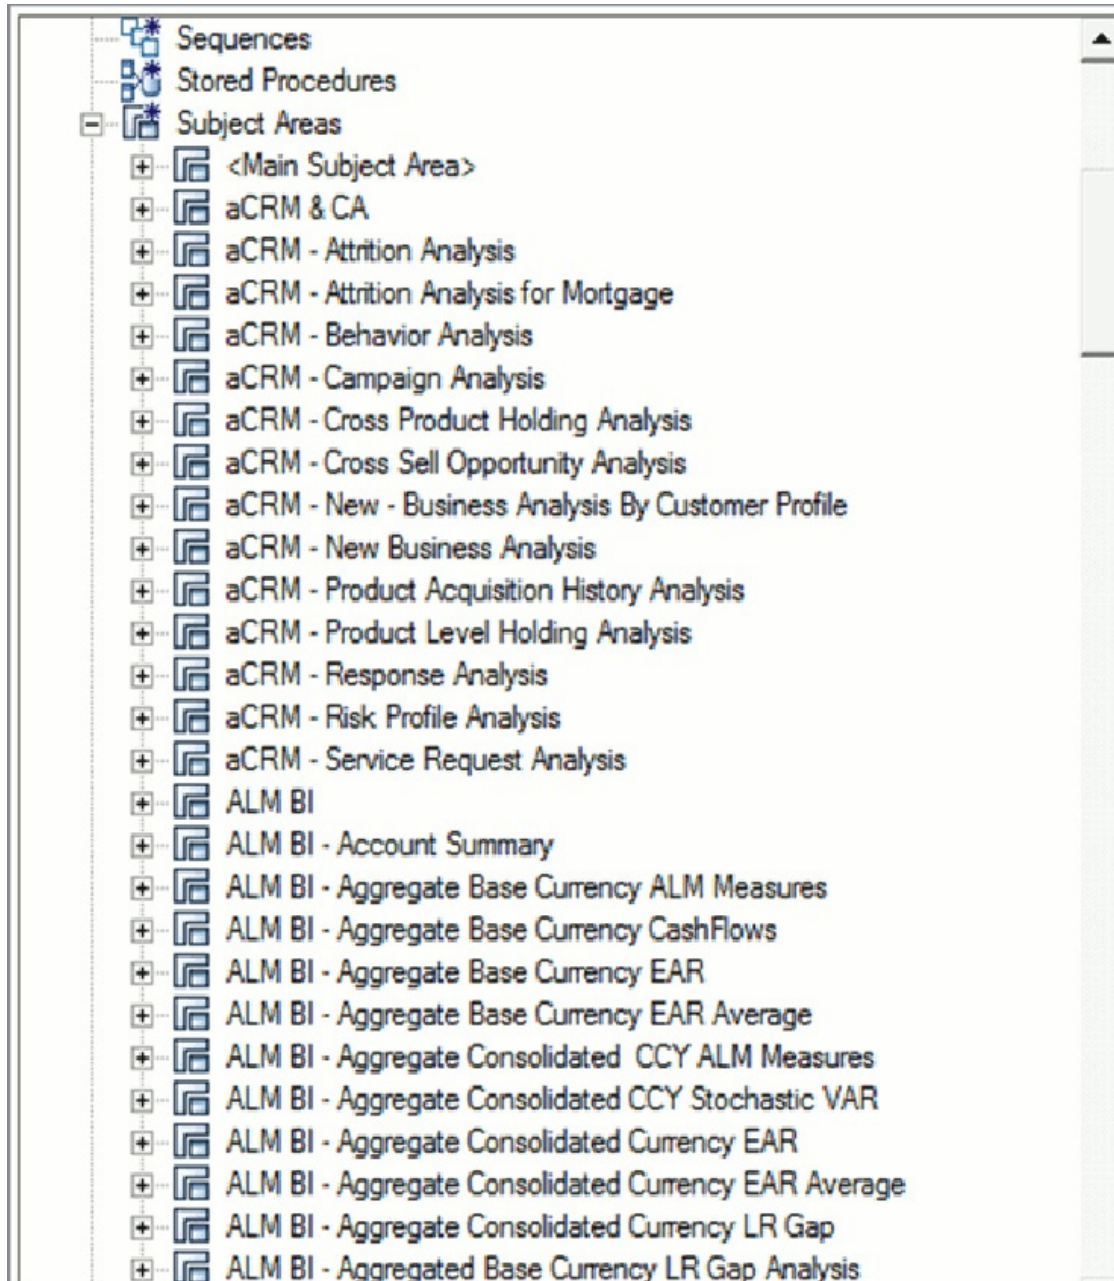 Sequences
Stored Procedures
Subject Areas
<Main Subject Area>
aCRM & CA
aCRM - Attrition Analysis
aCRM - Attrition Analysis for Mortgage
aCRM - Behavior Analysis
aCRM - Campaign Analysis
aCRM - Cross Product Holding Analysis
aCRM - Cross Sell Opportunity Analysis
aCRM - New - Business Analysis By Customer Profile
aCRM - New Business Analysis
aCRM - Product Acquisition History Analysis
aCRM - Product Level Holding Analysis
aCRM - Response Analysis
aCRM - Risk Profile Analysis
aCRM - Service Request Analysis
ALM BI
ALM BI - Account Summary
ALM BI - Aggregate Base Currency ALM Measures
ALM BI - Aggregate Base Currency CashFlows
ALM BI - Aggregate Base Currency EAR
ALM BI - Aggregate Base Currency EAR Average
ALM BI - Aggregate Consolidated  CCY ALM Measures
ALM BI - Aggregate Consolidated CCY Stochastic VAR
ALM BI - Aggregate Consolidated Currency EAR
ALM BI - Aggregate Consolidated Currency EAR Average
ALM BI - Aggregate Consolidated Currency LR Gap
ALM BI - Aggregated Base Currency LR Gap Analysis